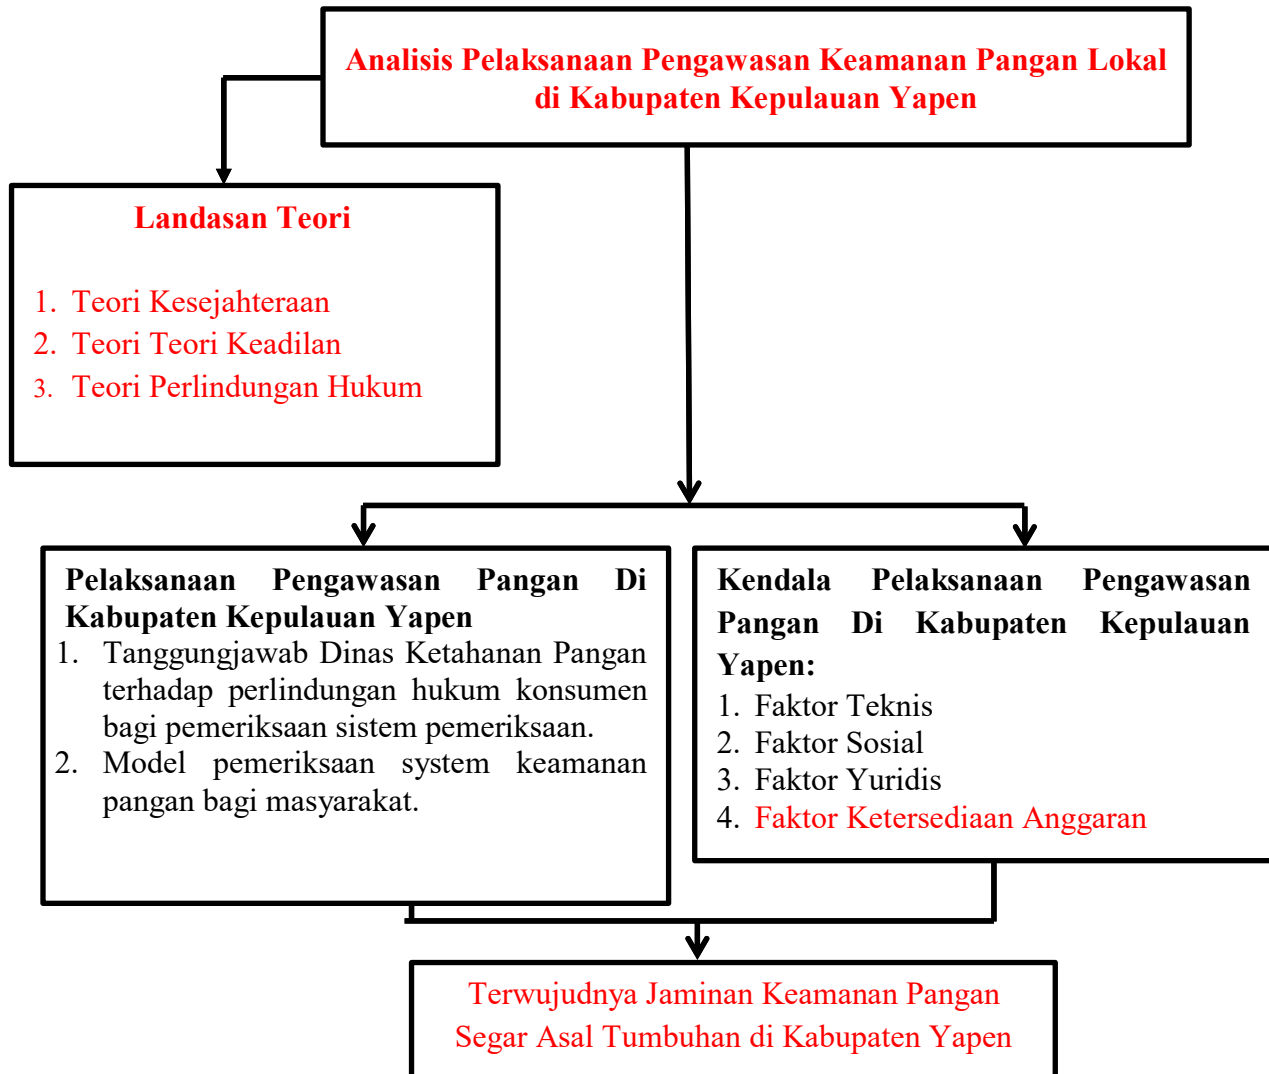 Analisis Pelaksanaan Pengawasan Keamanan Pangan Lokal
di Kabupaten Kepulauan Yapen
Landasan Teori
1. Teori Kesejahteraan
2. Teori Teori Keadilan
3. Teori Perlindungan Hukum
Pelaksanaan Pengawasan Pangan Di
Kabupaten Kepulauan Yapen
1. Tanggungjawab Dinas Ketahanan Pangan
terhadap perlindungan hukum konsumen
bagi pemeriksaan sistem pemeriksaan.
2. Model pemeriksaan system keamanan
pangan bagi masyarakat.
Kendala Pelaksanaan Pengawasan
Pangan Di Kabupaten Kepulauan
Yapen:
1. Faktor Teknis
2. Faktor Sosial
3. Faktor Yuridis
4. Faktor Ketersediaan Anggaran
Terwujudnya Jaminan Keamanan Pangan
Segar Asal Tumbuhan di Kabupaten Yapen